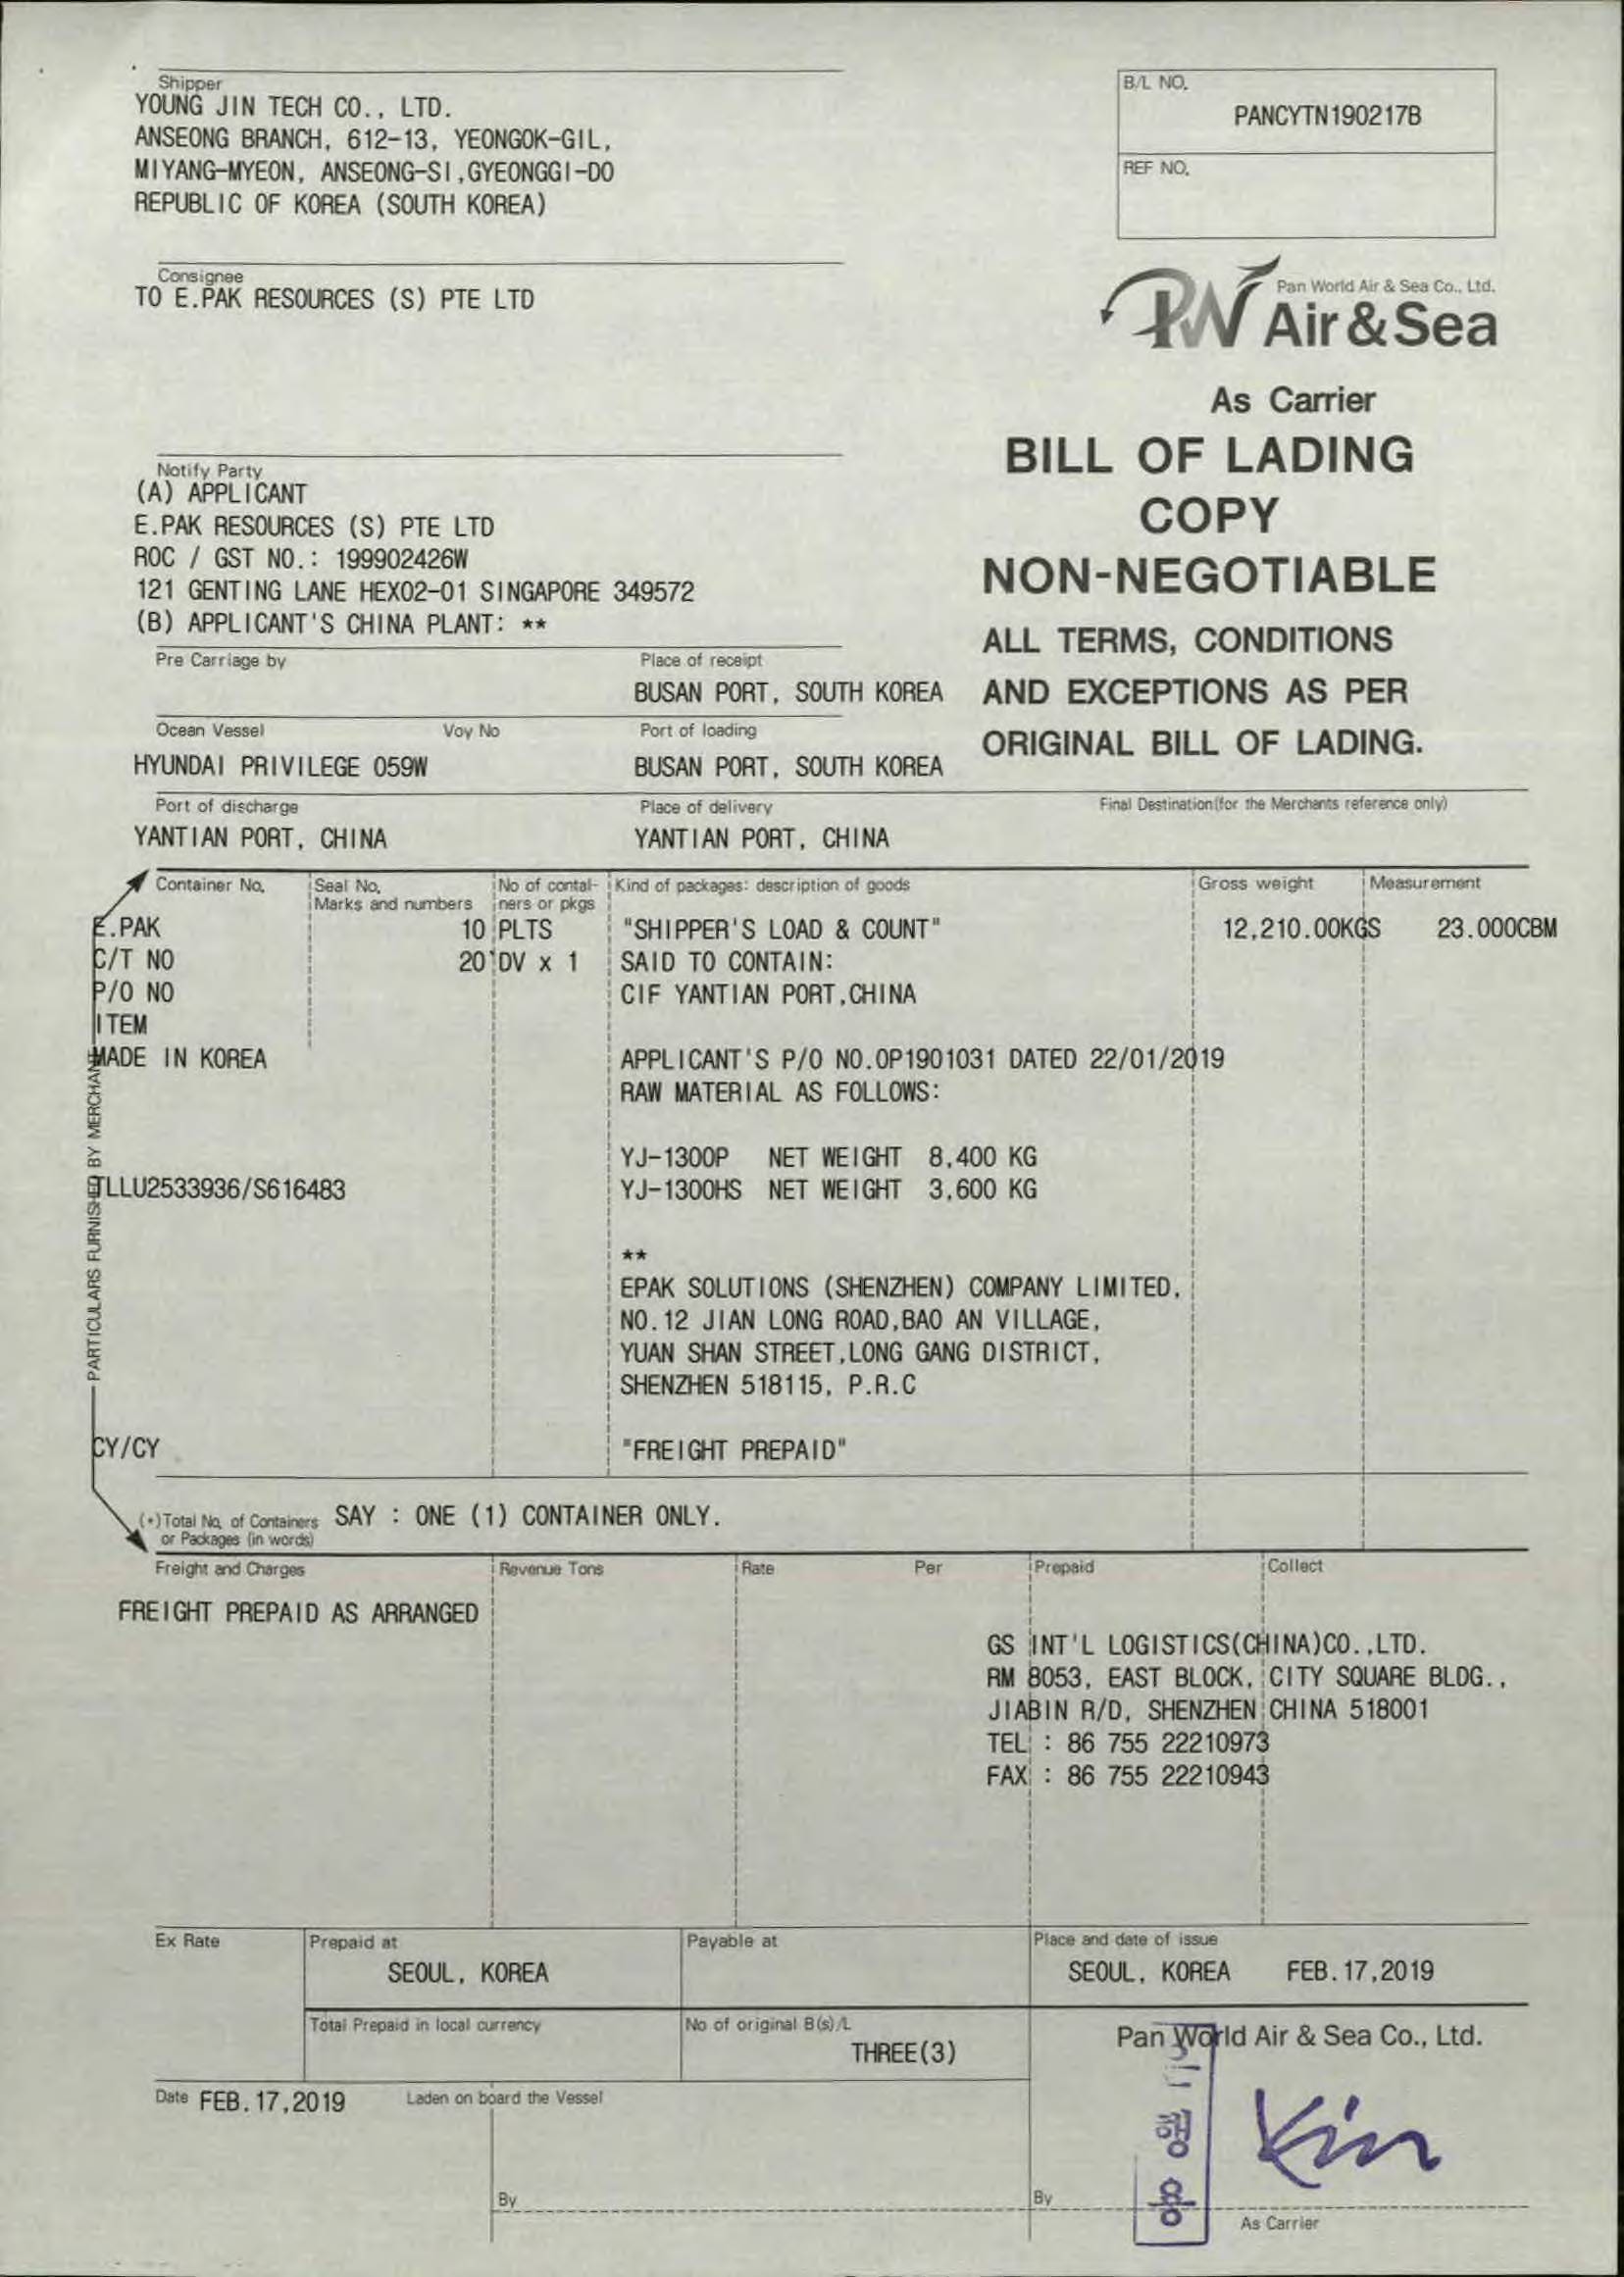 Shipper
YOUNG JIN TECH CO., LTD.
ANSEONG BRANCH, 612-13, YEONGOK-GIL,
MIYANG-MYEON, ANSEONG-SI,GYEONGGI-DO
REPUBLIC OF KOREA (SOUTH KOREA)
B/L NO.
PANCYTN190217B
REF NO.
Consignee
TO E.PAK RESOURCES (S) PTE LTD
PW Pan World Air & Sea Co., Ltd.
Air&Sea
As Carrier
BILL OF LADING
COPY
NON-NEGOTIABLE
ALL TERMS, CONDITIONS
AND EXCEPTIONS AS PER
ORIGINAL BILL OF LADING.
Notify Party
(A) APPLICANT
E.PAK RESOURCES (S) PTE LTD
ROC / GST NO.: 199902426W
121 GENTING LANE HEX02-01 SINGAPORE 349572
(B) APPLICANT'S CHINA PLANT: **
Pre Carriage by Place of receipt
BUSAN PORT, SOUTH KOREA
Ocean Vessel Voy No Port of loading
HYUNDAI PRIVILEGE 059W BUSAN PORT, SOUTH KOREA
Port of discharge Place of delivery Final Destination(for the Merchants reference only)
YANTIAN PORT, CHINA YANTIAN PORT, CHINA
Container No. Seal No. No of contai- Kind of packages: description of goods Gross weight Measurement
Marks and numbers ners or pkgs
E.PAK 10 PLTS "SHIPPER'S LOAD & COUNT" 12,210.00KGS 23.000CBM
C/T NO 20'DV x 1 SAID TO CONTAIN:
P/O NO CIF YANTIAN PORT,CHINA
ITEM
MADE IN KOREA APPLICANT'S P/O NO.OP1901031 DATED 22/01/2019
RAW MATERIAL AS FOLLOWS:
YJ-1300P NET WEIGHT 8,400 KG
TLLU2533936/S616483 YJ-1300HS NET WEIGHT 3,600 KG
**
EPAK SOLUTIONS (SHENZHEN) COMPANY LIMITED,
NO.12 JIAN LONG ROAD,BAO AN VILLAGE,
YUAN SHAN STREET,LONG GANG DISTRICT,
SHENZHEN 518115, P.R.C
CY/CY "FREIGHT PREPAID"
PARTICULARS FURNISHED BY MERCHANT
(*)Total No. of Containers SAY : ONE (1) CONTAINER ONLY.
or Packages (in words)
Freight and Charges Revenue Tons Rate Per Prepaid Collect
FREIGHT PREPAID AS ARRANGED
GS INT'L LOGISTICS(CHINA)CO.,LTD.
RM 8053, EAST BLOCK, CITY SQUARE BLDG.,
JIABIN R/D, SHENZHEN CHINA 518001
TEL : 86 755 22210973
FAX : 86 755 22210943
Ex Rate Prepaid at Payable at Place and date of issue
SEOUL, KOREA SEOUL, KOREA FEB.17,2019
Total Prepaid in local currency No of original B(s)/L
THREE(3)
Pan World Air & Sea Co., Ltd.
Date FEB.17,2019 Laden on board the Vessel
Kim
By By
As Carrier